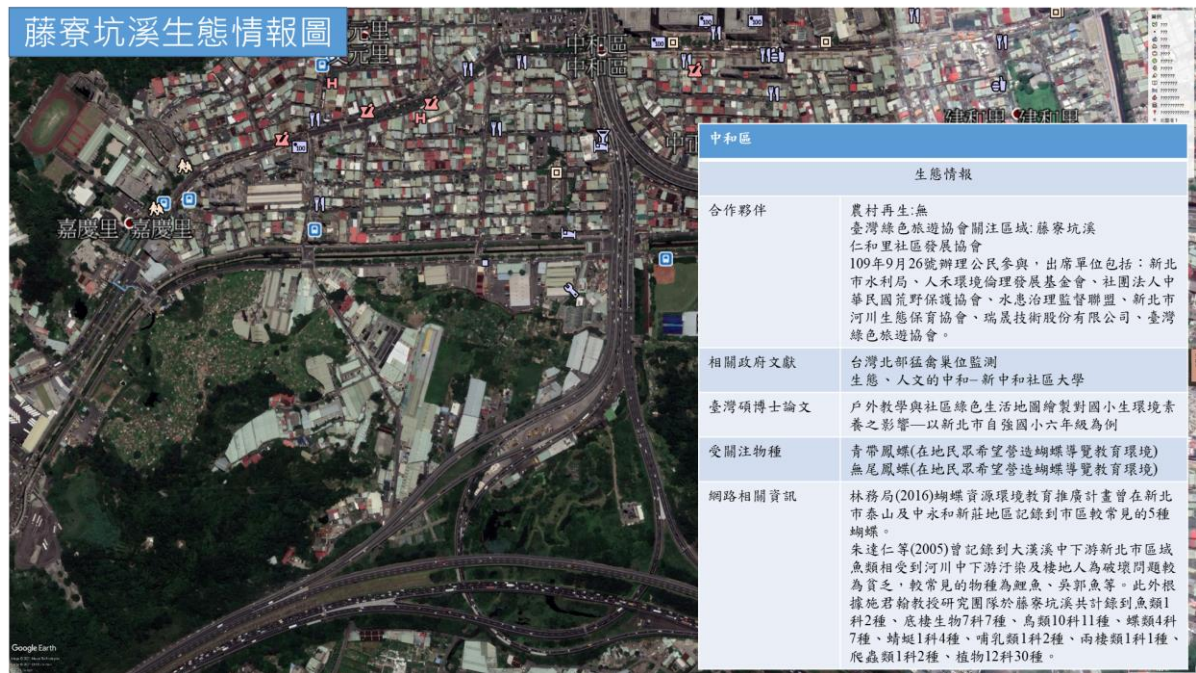 藤寮坑溪生態情報圖
元里
元里
中和區
中和區
嘉慶里
嘉慶里
建和里
建和里
100
100
100
100
100
H
H
中和區
生態情報
合作夥伴
農村再生:無
臺灣綠色旅遊協會關注區域: 藤寮坑溪
仁和里社區發展協會
109年9月26號辦理公民參與，出席單位包括：新北
市水利局、人禾環境倫理發展基金會、社團法人中
華民國荒野保護協會、水患治理監督聯盟、新北市
河川生態保育協會、瑞晟技術股份有限公司、臺灣
綠色旅遊協會。
相關政府文獻
台灣北部猛禽巢位監測
生態、人文的中和– 新中和社區大學
臺灣碩博士論文
戶外教學與社區綠色生活地圖繪製對國小生環境素
養之影響—以新北市自強國小六年級為例
受關注物種
青帶鳳蝶(在地民眾希望營造蝴蝶導覽教育環境)
無尾鳳蝶(在地民眾希望營造蝴蝶導覽教育環境)
網路相關資訊
林務局(2016)蝴蝶資源環境教育推廣計畫曾在新北
市泰山及中永和新莊地區記錄到市區較常見的5種
蝴蝶。
朱達仁等(2005)曾記錄到大漢溪中下游新北市區域
魚類相受到河川中下游汙染及棲地人為破壞問題較
為貧乏，較常見的物種為鯉魚、吳郭魚等。此外根
據施君翰教授研究團隊於藤寮坑溪共計錄到魚類1
科2種、底棲生物7科7種、鳥類10科11種、蝶類4科
7種、蜻蜓1科4種、哺乳類1科2種、兩棲類1科1種、
爬蟲類1科2種、植物12科30種。
Google Earth